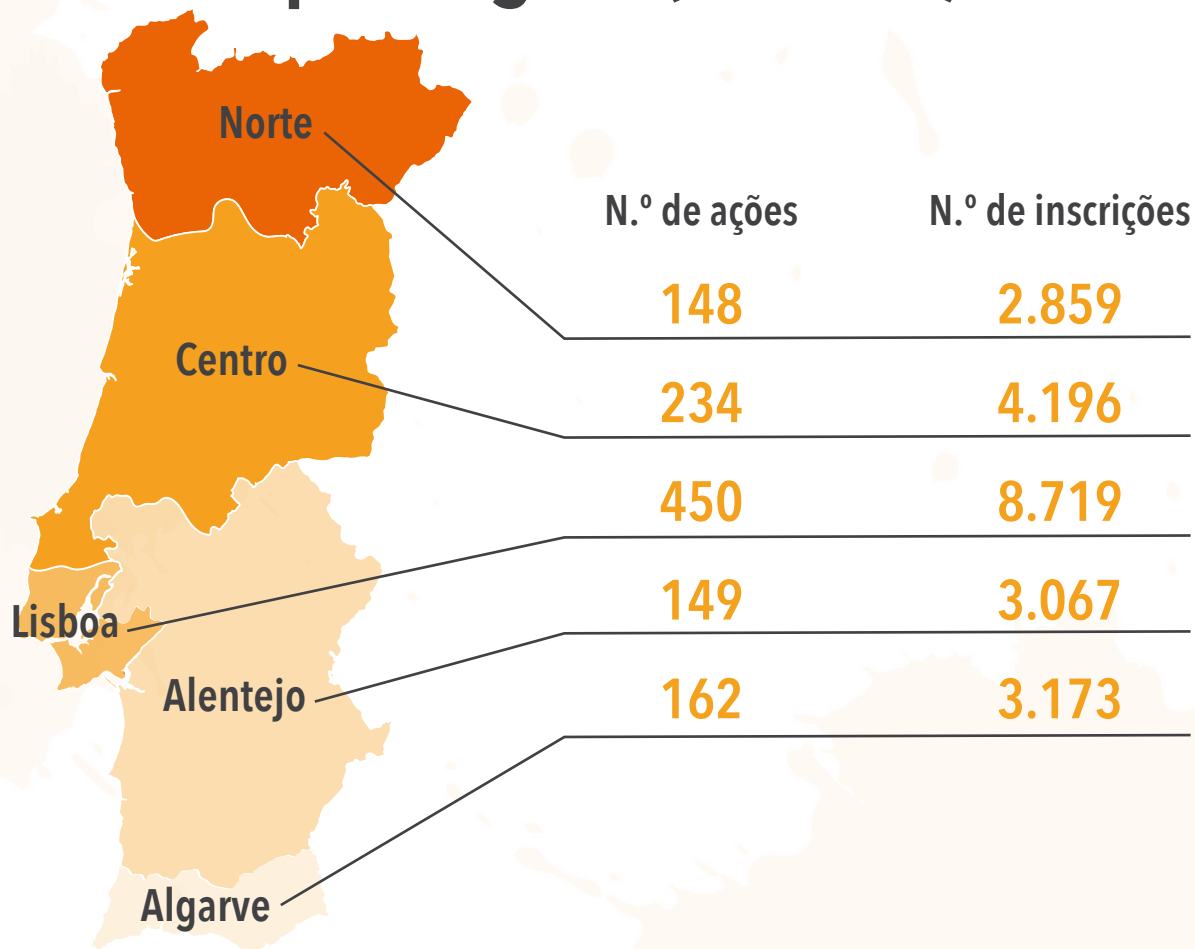 Norte
N.º de ações N.º de inscrições
148 2.859
Centro
234 4.196
450 8.719
Lisboa
149 3.067
Alentejo
162 3.173
Algarve